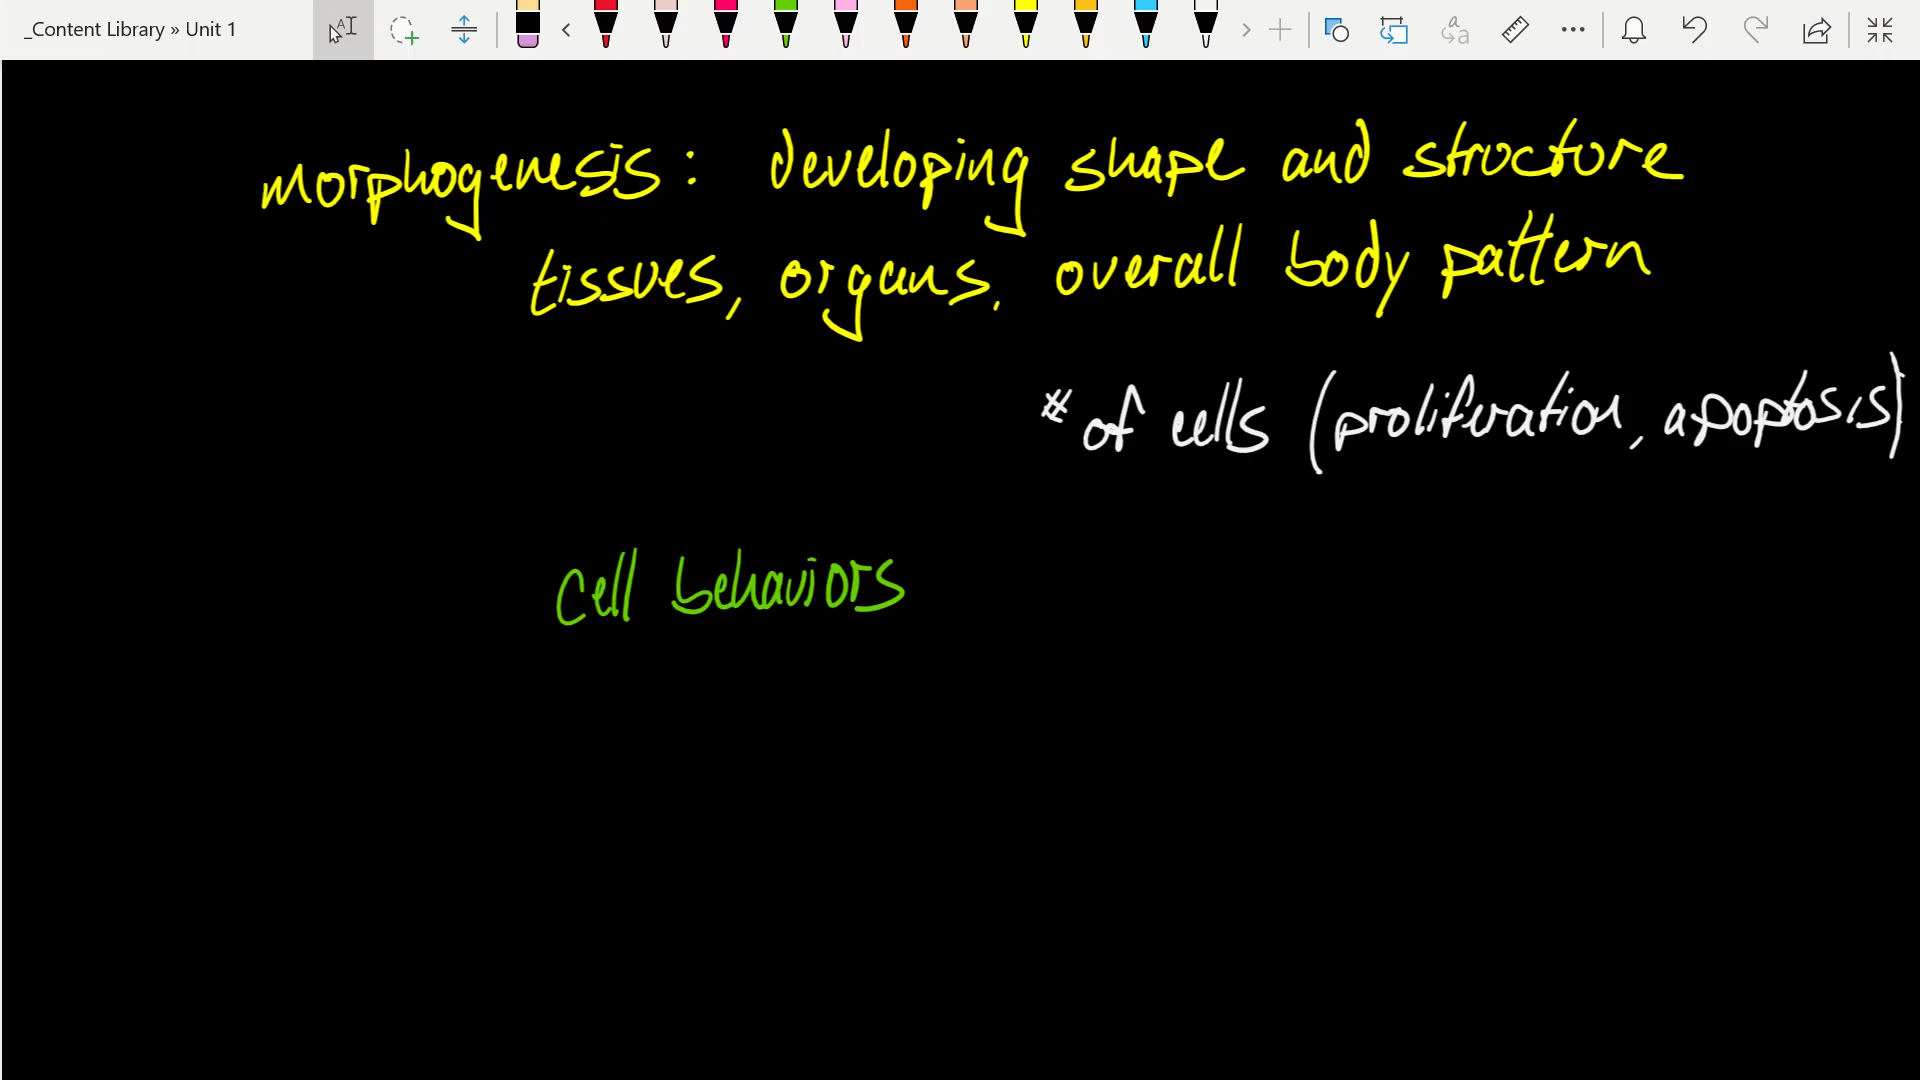 _Content Library » Unit 1
morphogenesis: developing shape and structure
tissues, organs, overall body pattern
# of cells (proliferation, apoptosis)
cell behaviors